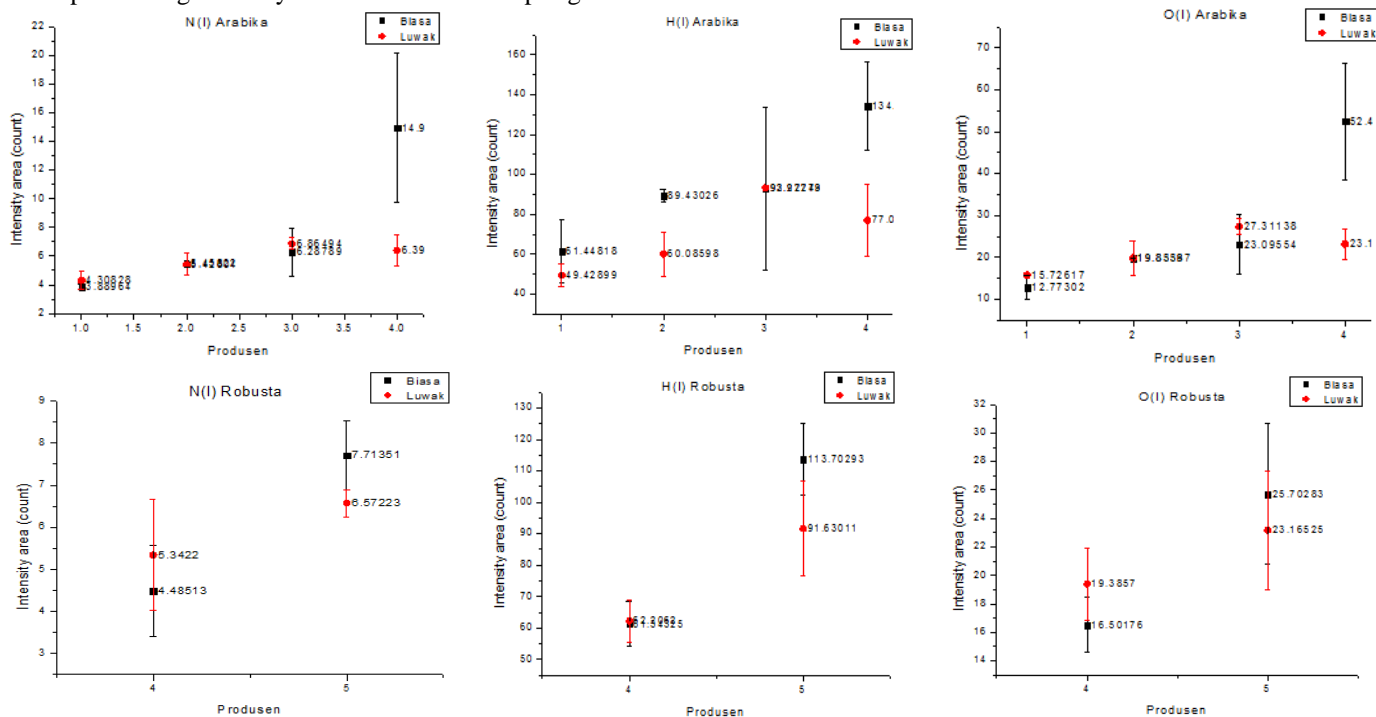 N(I) Arabika
Biasa
Luwak
Intensity area (count)
22
20
18
16
14
12
10
8
6
4
2
14.9
6.86494
6.28789
6.39
4.30828
3.88964
1.0 1.5 2.0 2.5 3.0 3.5 4.0
Produsen
H(I) Arabika
Biasa
Luwak
Intensity area (count)
160
140
120
100
80
60
40
134.
89.43026
77.0
61.44818
60.08598
49.42899
1 2 3 4
Produsen
O(I) Arabika
Biasa
Luwak
Intensity area (count)
70
60
50
40
30
20
10
52.4
27.31138
23.09554
23.1
15.72617
12.77302
1 2 3 4
Produsen
N(I) Robusta
Biasa
Luwak
Intensity area (count)
9
8
7
6
5
4
3
7.71351
6.57223
5.3422
4.48513
4 5
Produsen
H(I) Robusta
Biasa
Luwak
Intensity area (count)
130
120
110
100
90
80
70
60
50
113.70293
91.63011
62.2062
61.54325
4 5
Produsen
O(I) Robusta
Biasa
Luwak
Intensity area (count)
32
30
28
26
24
22
20
18
16
14
25.70283
23.16525
19.3857
16.50176
4 5
Produsen